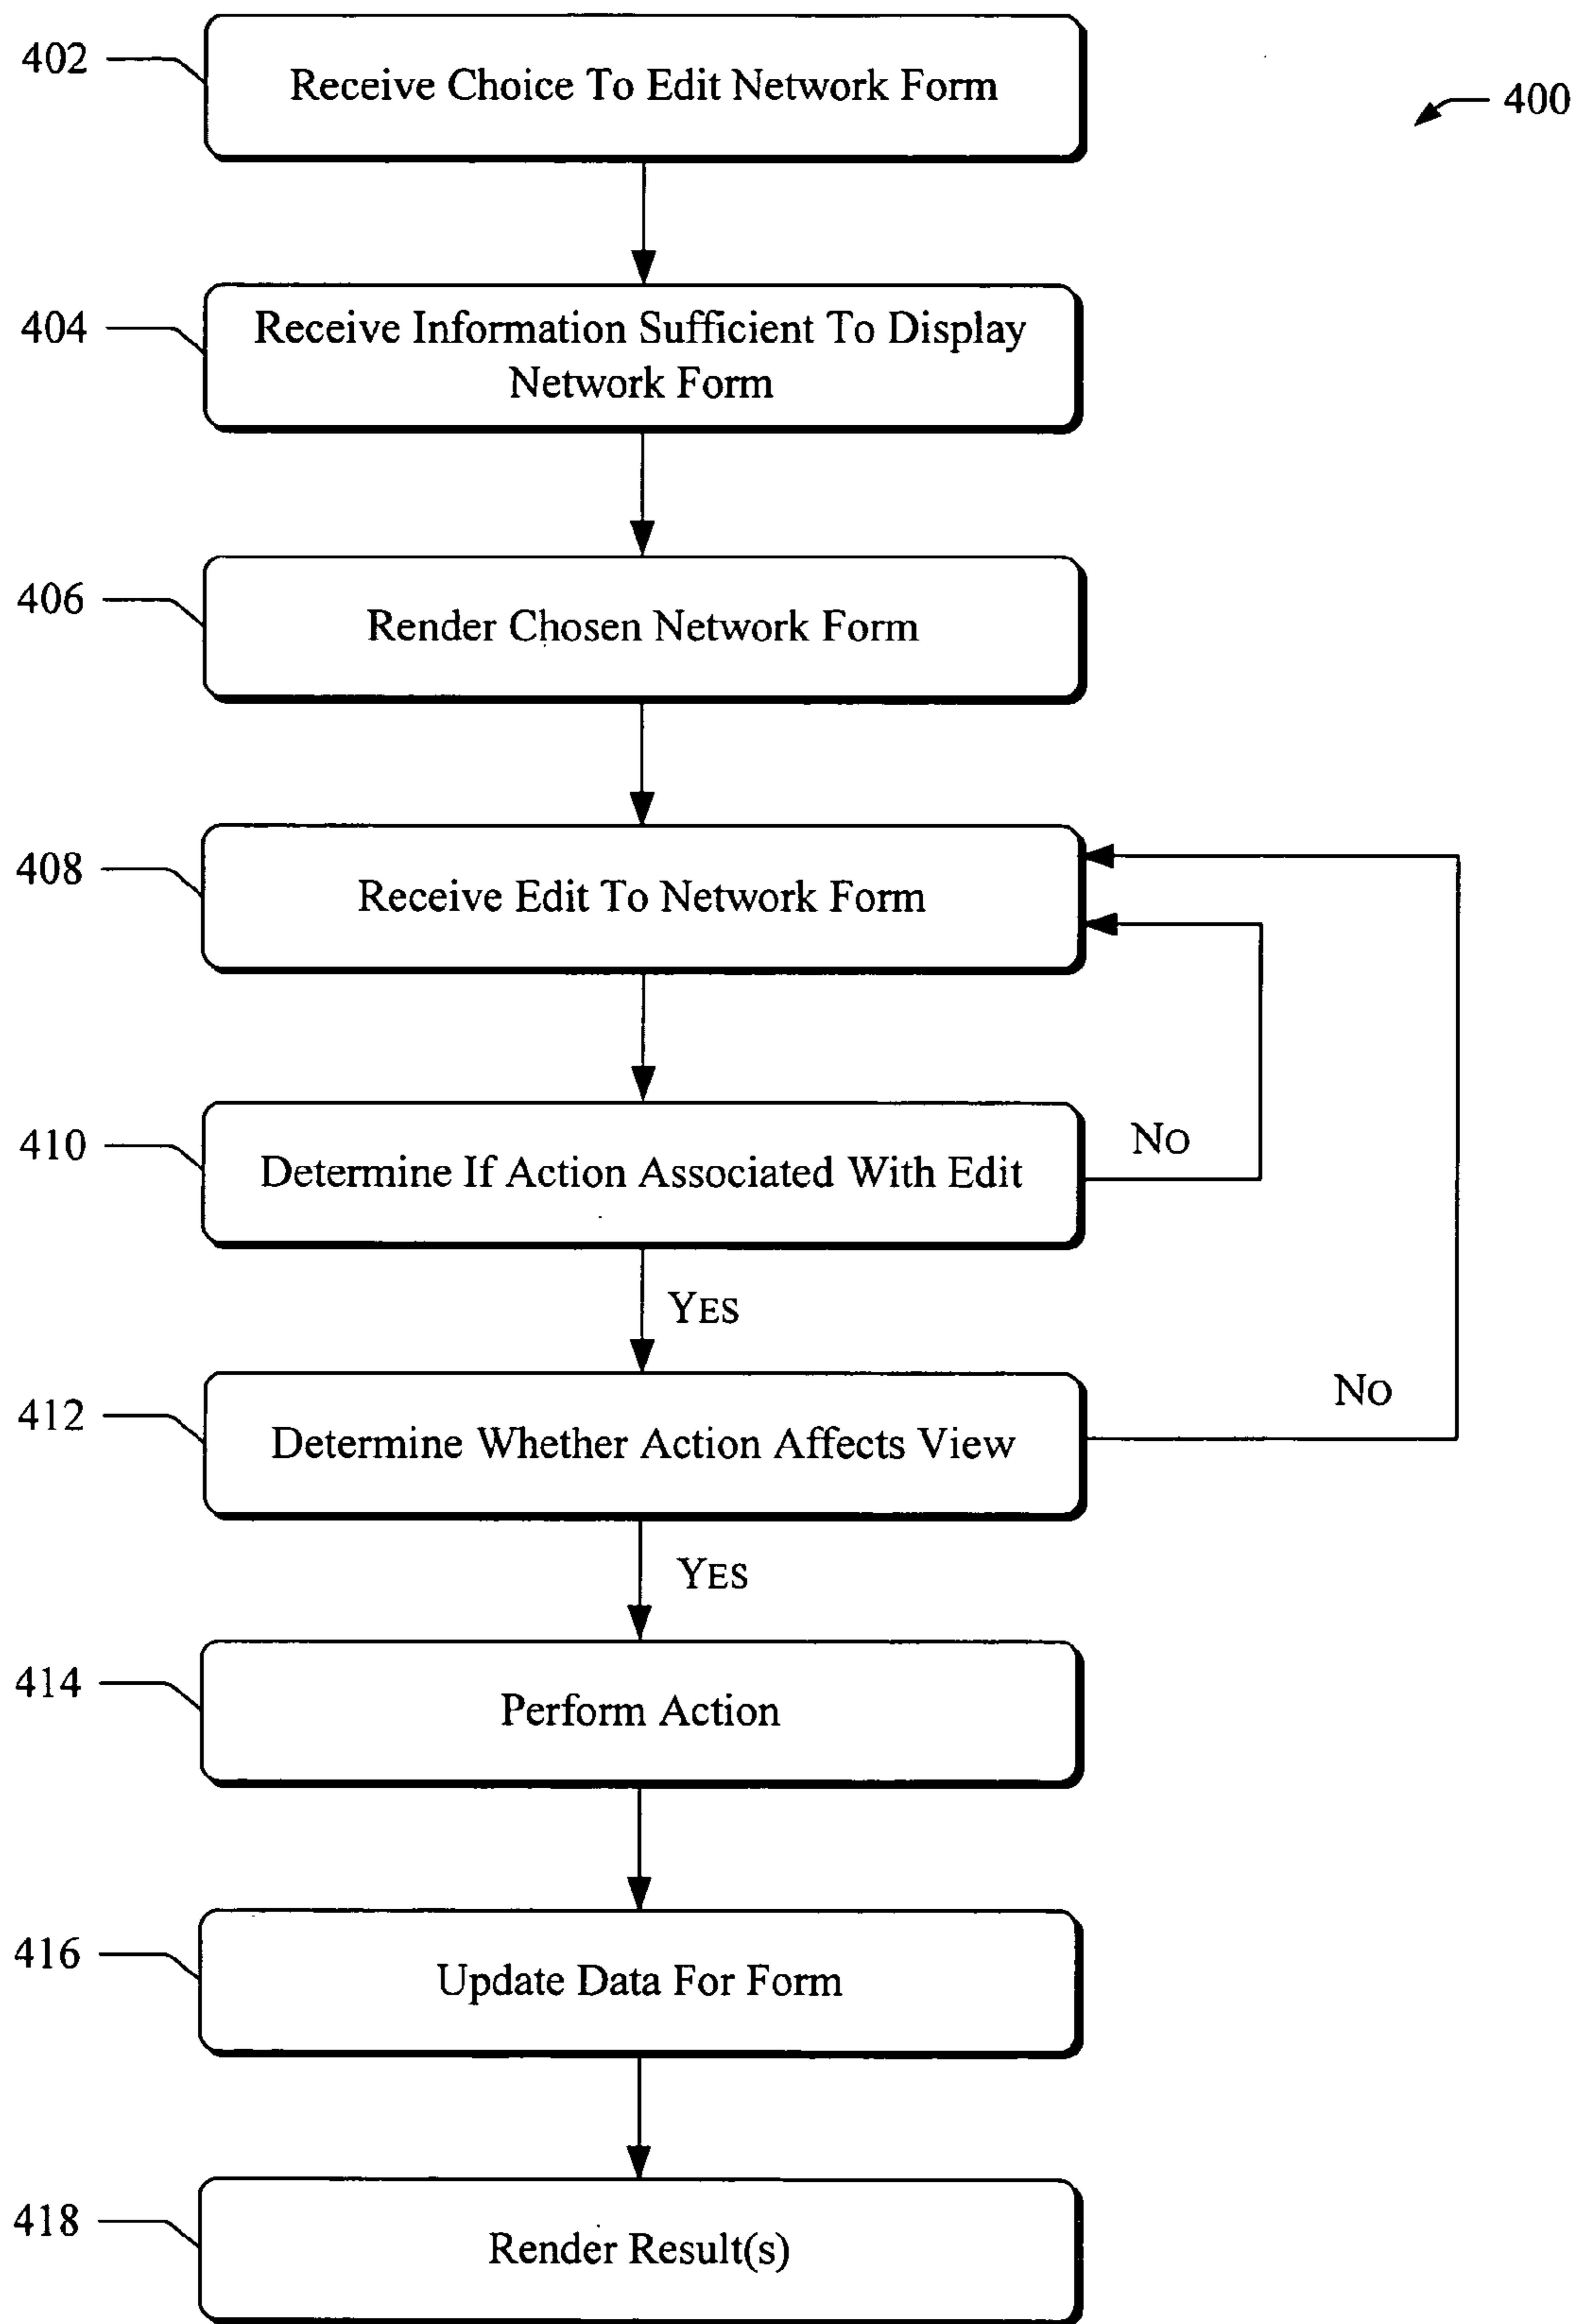 402
Receive Choice To Edit Network Form
400
404
Receive Information Sufficient To Display
Network Form
406
Render Chosen Network Form
408
Receive Edit To Network Form
410
Determine If Action Associated With Edit
No
Yes
412
Determine Whether Action Affects View
No
Yes
414
Perform Action
416
Update Data For Form
418
Render Result(s)